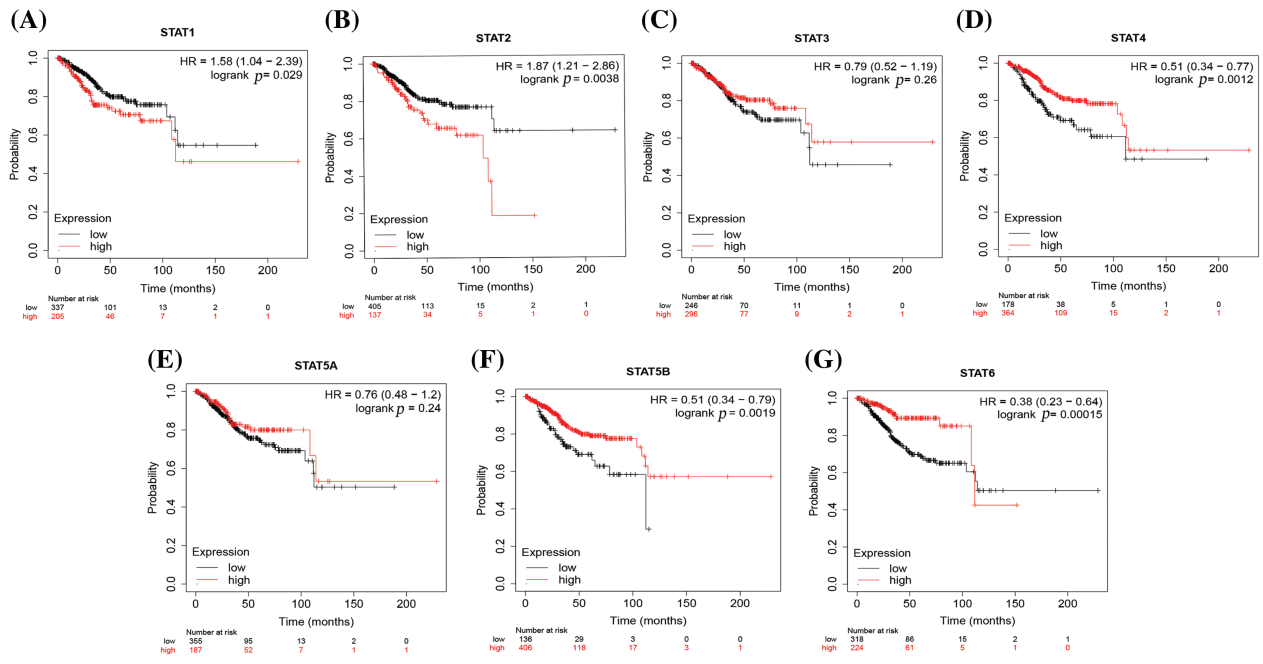 (A)
STAT1
HR = 1.58 (1.04 − 2.39)
logrank p= 0.029
Probability
1.0
0.8
0.6
0.4
0.2
0.0
Expression
low
high
0 50 100 150 200
Time (months)
Number at risk
low 337 101 13 2 0
high 205 46 7 1 1
(B)
STAT2
HR = 1.87 (1.21 − 2.86)
logrank p = 0.0038
Probability
1.0
0.8
0.6
0.4
0.2
0.0
Expression
low
high
0 50 100 150 200
Time (months)
Number at risk
low 405 113 15 2 1
high 137 34 5 1 0
(C)
STAT3
HR = 0.79 (0.52 − 1.19)
logrank p = 0.26
Probability
1.0
0.8
0.6
0.4
0.2
0.0
Expression
low
high
0 50 100 150 200
Time (months)
Number at risk
low 246 70 11 1 0
high 296 77 9 2 1
(D)
STAT4
HR = 0.51 (0.34 − 0.77)
logrank p = 0.0012
Probability
1.0
0.8
0.6
0.4
0.2
0.0
Expression
low
high
0 50 100 150 200
Time (months)
Number at risk
low 178 38 5 1 0
high 364 109 15 2 1
(E)
STAT5A
HR = 0.76 (0.48 − 1.2)
logrank p = 0.24
Probability
1.0
0.8
0.6
0.4
0.2
0.0
Expression
low
high
0 50 100 150 200
Time (months)
Number at risk
low 355 95 13 2 0
high 187 52 7 1 1
(F)
STAT5B
HR = 0.51 (0.34 − 0.79)
logrank p = 0.0019
Probability
1.0
0.8
0.6
0.4
0.2
0.0
Expression
low
high
0 50 100 150 200
Time (months)
Number at risk
low 136 29 3 0 0
high 406 118 17 3 1
(G)
STAT6
HR = 0.38 (0.23 − 0.64)
logrank p= 0.00015
Probability
1.0
0.8
0.6
0.4
0.2
0.0
Expression
low
high
0 50 100 150 200
Time (months)
Number at risk
low 318 86 15 2 1
high 224 61 5 1 0